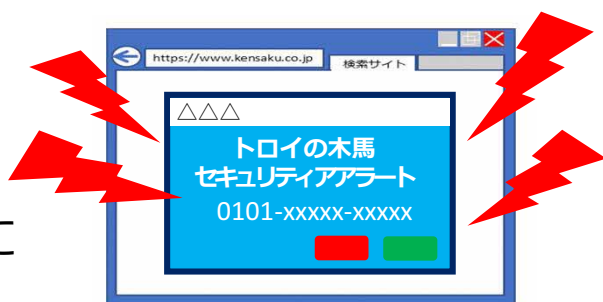 https://www.kensaku.co.jp
検索サイト
△△△
トロイの木馬
セキュリティアアラート
0101-xxxxx-xxxxx
に